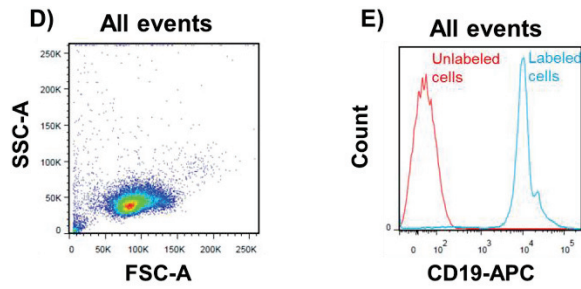 D)
All events
250K
200K
150K
100K
50K
0
0
50K
100K
150K
200K
250K
SSC-A
FSC-A
E)
All events
Unlabeled
cells
Labeled
cells
Count
0
0
10²
10³
10⁴
10⁵
CD19-APC